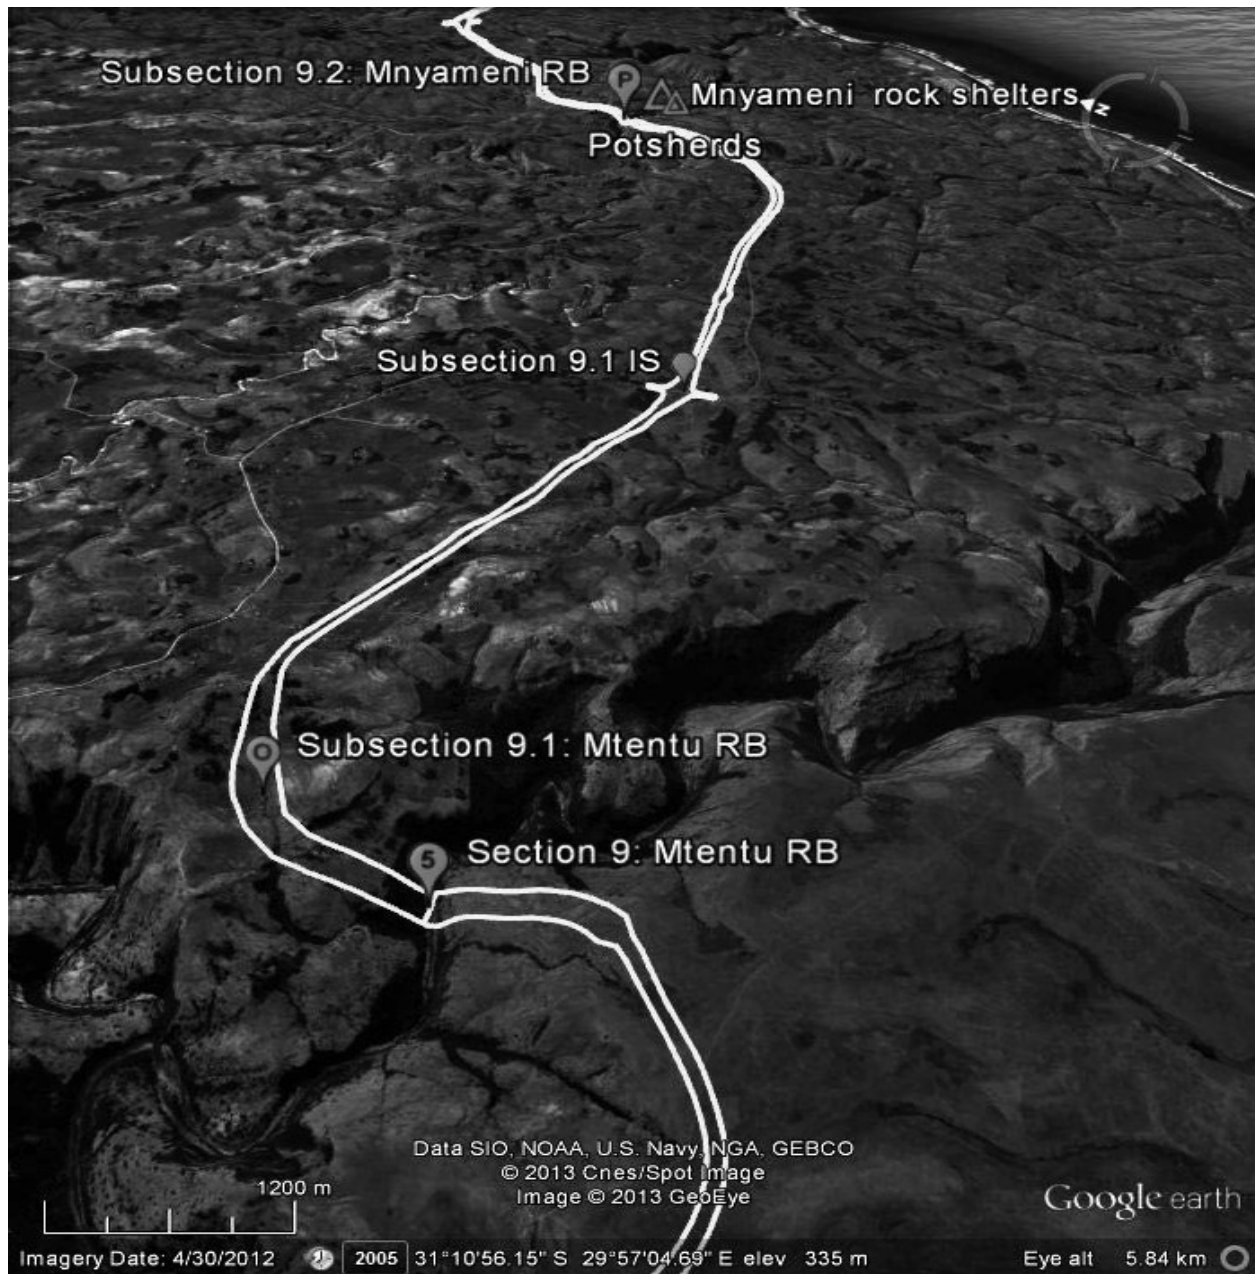 Subsection 9.2: Mnyameni RB
P
Mnyameni rock shelters
N
Potsherds
Subsection 9.1 IS
O
Subsection 9.1: Mtentu RB
5
Section 9: Mtentu RB
Data SIO, NOAA, U.S. Navy, NGA, GEBCO
© 2013 Cnes/Spot Image
Image © 2013 GeoEye
1200 m
Google earth
Imagery Date: 4/30/2012 2005 31°10'56.15" S 29°57'04.69" E elev 335 m Eye alt 5.84 km